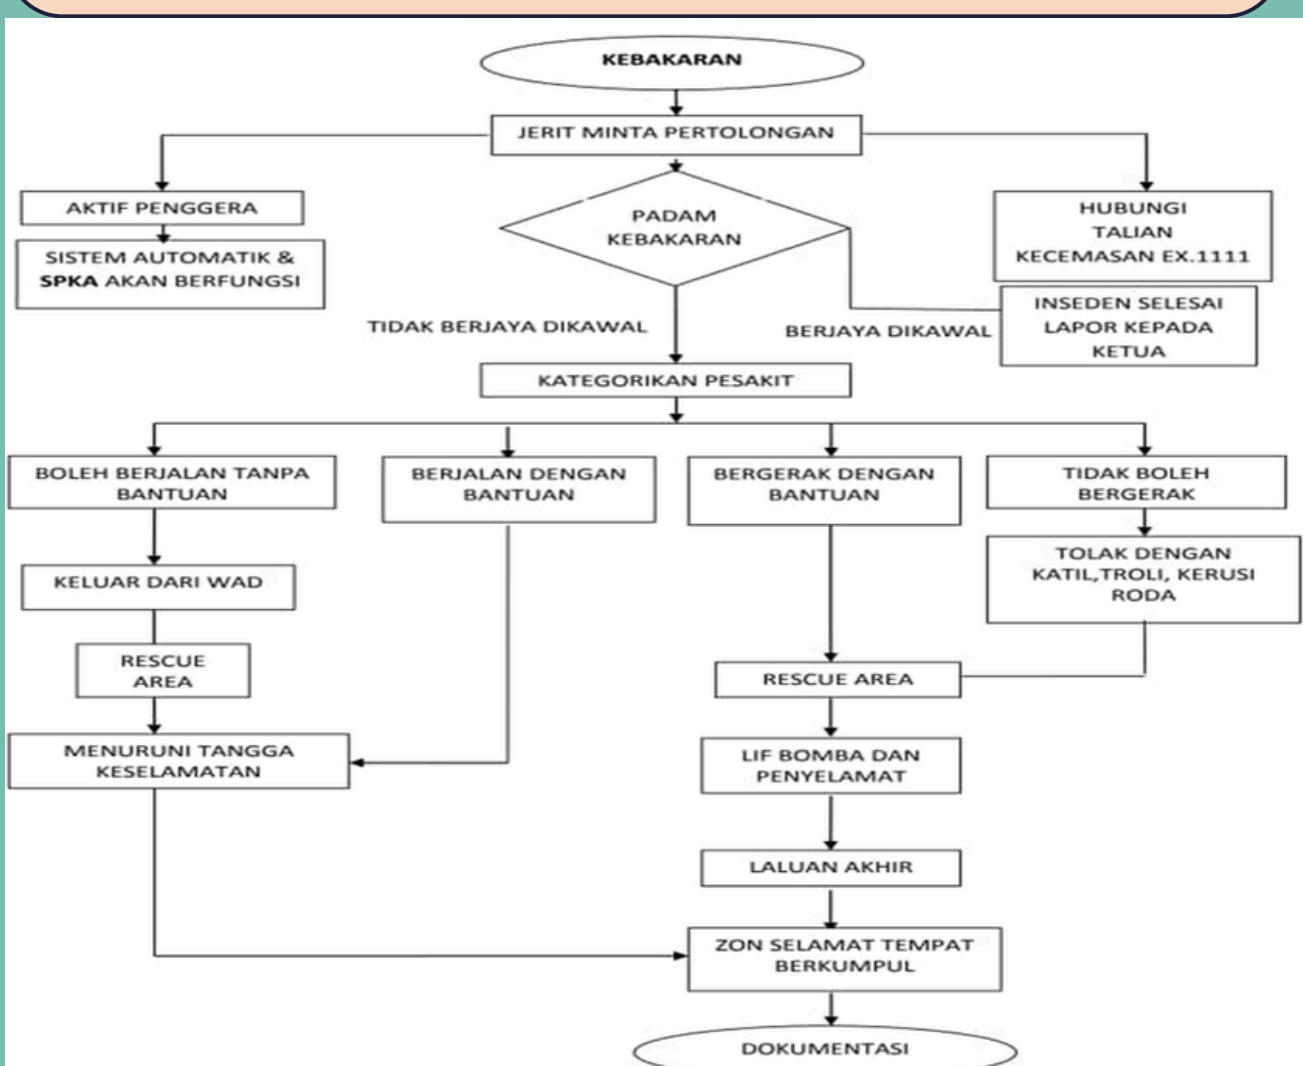 KEBAKARAN
JERIT MINTA PERTOLONGAN
AKTIF PENGGERA
SISTEM AUTOMATIK &
SPKA AKAN BERFUNGSI
PADAM
KEBAKARAN
HUBUNGI
TALIAN
KECEMASAN EX.1111
INSEDEN SELESAI
LAPOR KEPADA
KETUA
TIDAK BERJAYA DIKAWAL
BERJAYA DIKAWAL
KATEGORIKAN PESAKIT
BOLEH BERJALAN TANPA
BANTUAN
BERJALAN DENGAN
BANTUAN
BERGERAK DENGAN
BANTUAN
TIDAK BOLEH
BERGERAK
KELUAR DARI WAD
TOLAK DENGAN
KATIL,TROLI, KERUSI
RODA
RESCUE
AREA
RESCUE AREA
MENURUNI TANGGA
KESELAMATAN
LIF BOMBA DAN
PENYELAMAT
LALUAN AKHIR
ZON SELAMAT TEMPAT
BERKUMPUL
DOKUMENTASI